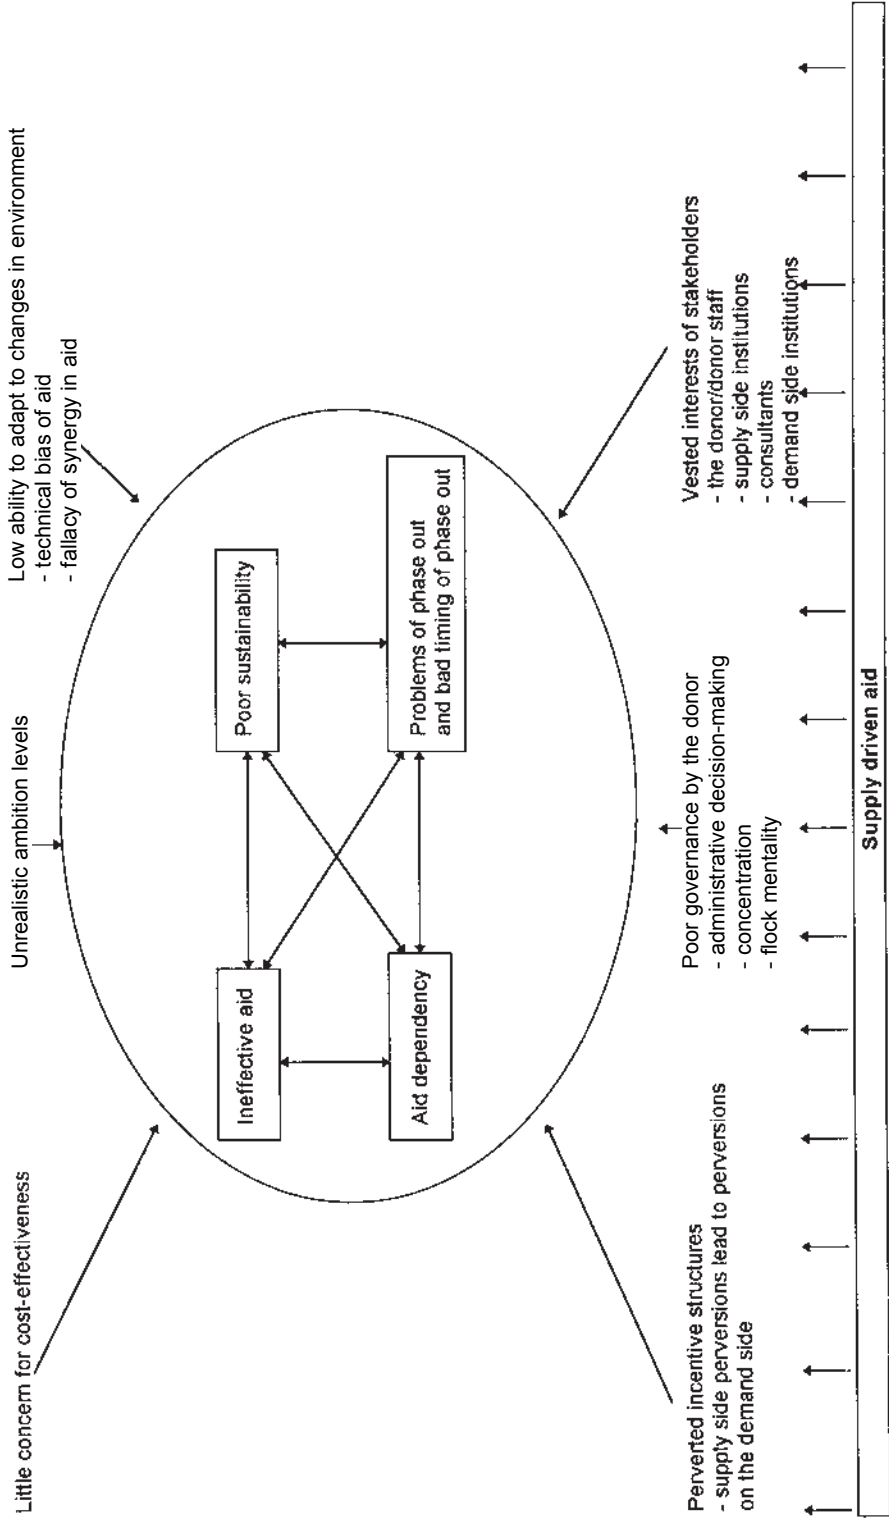 Little concern for cost-effectiveness
Unrealistic ambition levels
Low ability to adapt to changes in environment
- technical bias of aid
- fallacy of synergy in aid
Ineffective aid
Poor sustainability
Aid dependency
Problems of phase out
and bad timing of phase out
Perverted incentive structures
- supply side perversions lead to perversions
on the demand side
Poor governance by the donor
- administrative decision-making
- concentration
- flock mentality
Vested interests of stakeholders
- the donor/donor staff
- supply side institutions
- consultants
- demand side institutions
Supply driven aid